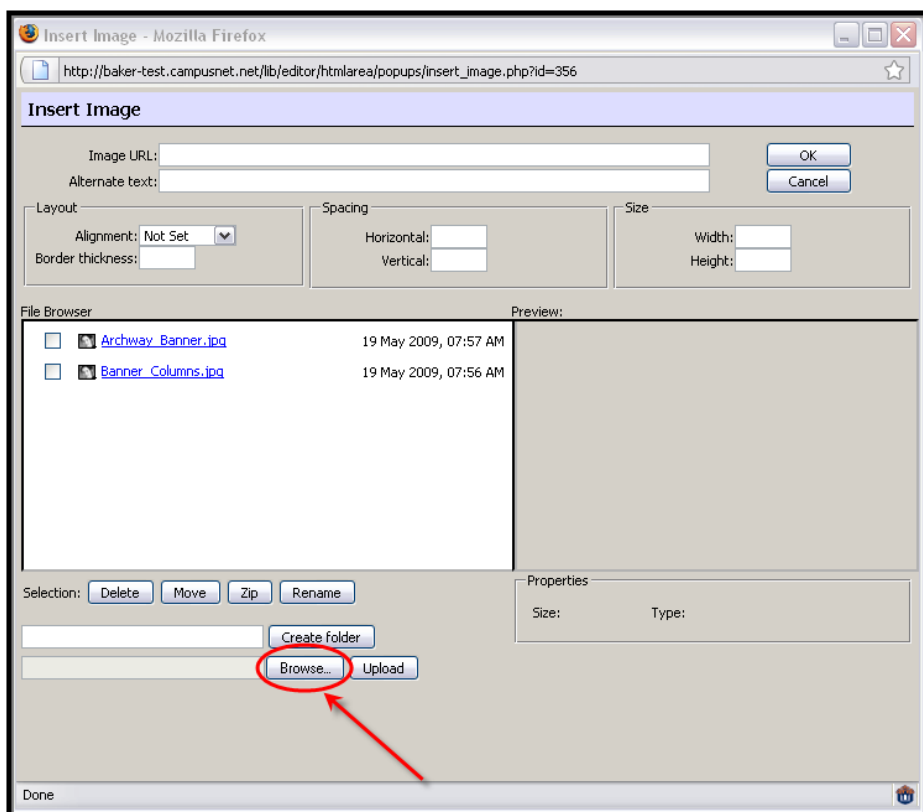 Insert Image - Mozilla Firefox
http://baker-test.campusnet.net/lib/editor/htmlarea/popups/insert_image.php?id=356
Insert Image
Image URL: OK
Alternate text: Cancel
Layout Spacing Size
Alignment: Not Set Horizontal: Width:
Border thickness: Vertical: Height:
File Browser Preview:
Archway_Banner.jpg 19 May 2009, 07:57 AM
Banner_Columns.jpg 19 May 2009, 07:56 AM
Selection: Delete Move Zip Rename Properties
Size: Type:
Create folder
Browse... Upload
Done